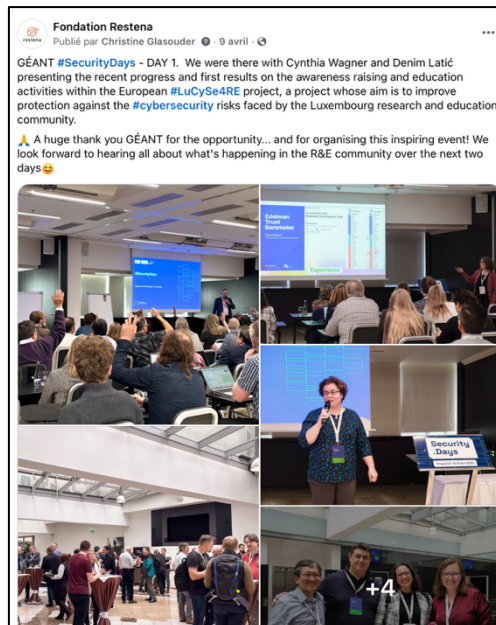 Fondation Restena
restena
Publié par Christine Glasouder · 9 avril ·
GÉANT #SecurityDays - DAY 1. We were there with Cynthia Wagner and Denim Latić
presenting the recent progress and first results on the awareness raising and education
activities within the European #LuCySe4RE project, a project whose aim is to improve
protection against the #cybersecurity risks faced by the Luxembourg research and education
community.
🙏 A huge thank you GÉANT for the opportunity... and for organising this inspiring event! We
look forward to hearing all about what's happening in the R&E community over the next two
days😊
#SecurityDays
Edelman
Trust
Barometer
Experience
Security
.Days
+4